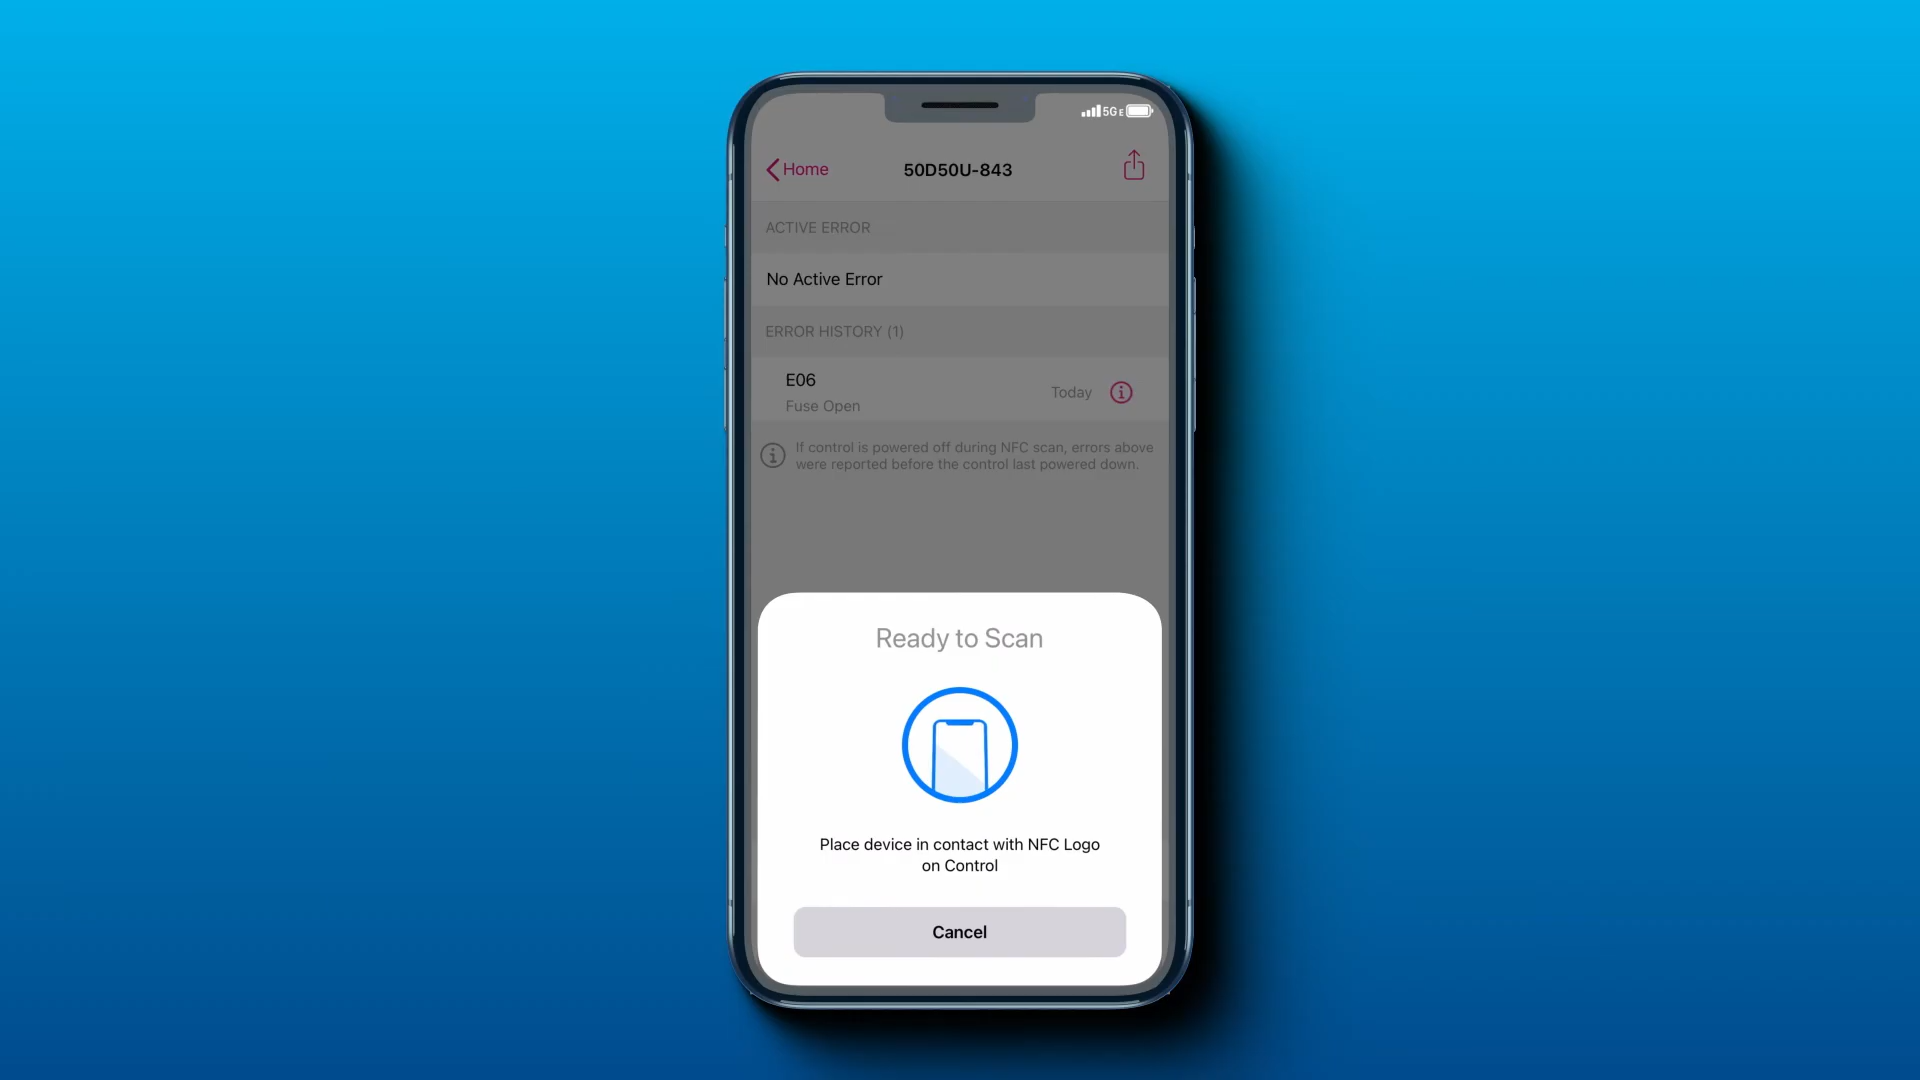 5GE
Home
50D50U-843
ACTIVE ERROR
No Active Error
ERROR HISTORY (1)
E06
Fuse Open
Today
If control is powered off during NFC scan, errors above
were reported before the control last powered down.
Ready to Scan
Place device in contact with NFC Logo
on Control
Cancel